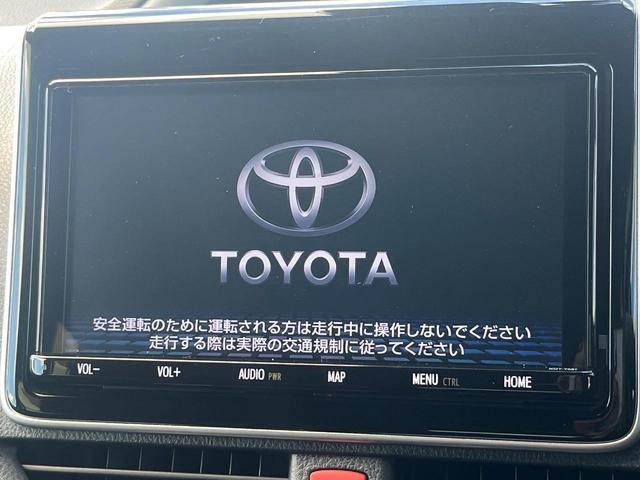 TOYOTA
安全運転のために運転される方は走行中に操作しないでください
走行する際は実際の交通規制に従ってください
VOL− VOL+ AUDIO PWR MAP MENU CTRL HOME